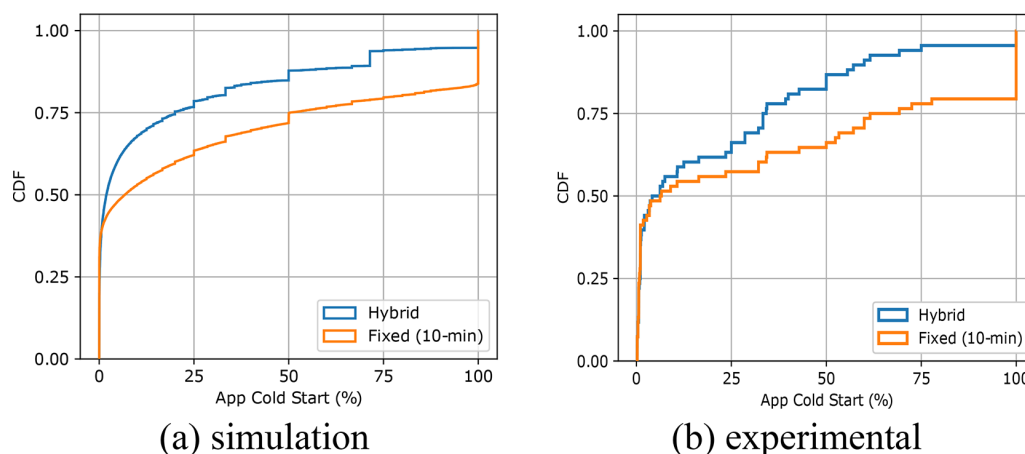 1.00
0.75
0.50
0.25
0.00
CDF
0
25
50
75
100
App Cold Start (%)
Hybrid
Fixed (10-min)
(a) simulation
1.00
0.75
0.50
0.25
0.00
CDF
0
25
50
75
100
App Cold Start (%)
Hybrid
Fixed (10-min)
(b) experimental